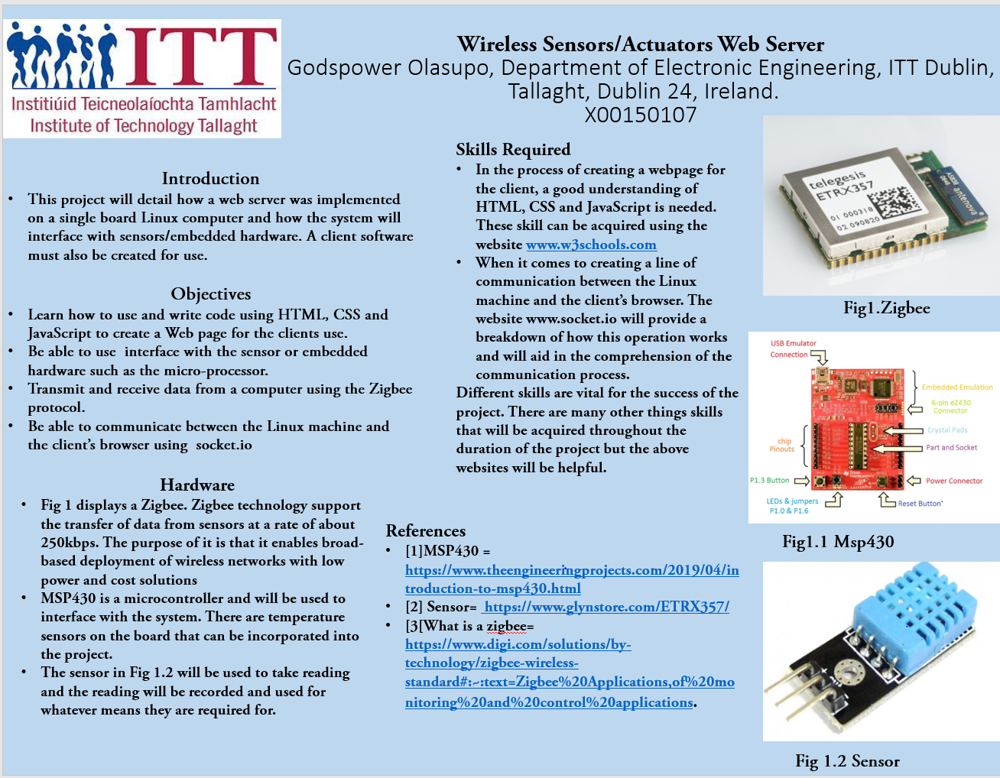 ITT
Institiúid Teicneolaíochta Tamhlacht
Institute of Technology Tallaght
Wireless Sensors/Actuators Web Server
Godspower Olasupo, Department of Electronic Engineering, ITT Dublin,
Tallaght, Dublin 24, Ireland.
X00150107
Introduction
• This project will detail how a web server was implemented
on a single board Linux computer and how the system will
interface with sensors/embedded hardware. A client software
must also be created for use.
Objectives
• Learn how to use and write code using HTML, CSS and
JavaScript to create a Web page for the clients use.
• Be able to use  interface with the sensor or embedded
hardware such as the micro-processor.
• Transmit and receive data from a computer using the Zigbee
protocol.
• Be able to communicate between the Linux machine and
the client's browser using  socket.io
Hardware
• Fig 1 displays a Zigbee. Zigbee technology support
the transfer of data from sensors at a rate of about
250kbps. The purpose of it is that it enables broad-
based deployment of wireless networks with low
power and cost solutions
• MSP430 is a microcontroller and will be used to
interface with the system. There are temperature
sensors on the board that can be incorporated into
the project.
• The sensor in Fig 1.2 will be used to take reading
and the reading will be recorded and used for
whatever means they are required for.
Skills Required
• In the process of creating a webpage for
the client, a good understanding of
HTML, CSS and JavaScript is needed.
These skill can be acquired using the
website www.w3schools.com
• When it comes to creating a line of
communication between the Linux
machine and the client's browser. The
website www.socket.io will provide a
breakdown of how this operation works
and will aid in the comprehension of the
communication process.
Different skills are vital for the success of the
project. There are many other things skills
that will be acquired throughout the
duration of the project but the above
websites will be helpful.
References
• [1]MSP430 =
https://www.theengineeringprojects.com/2019/04/in
troduction-to-msp430.html
• [2] Sensor=  https://www.glynstore.com/ETRX357/
• [3[What is a zigbee=
https://www.digi.com/solutions/by-
technology/zigbee-wireless-
standard#:~:text=Zigbee%20Applications,of%20mo
nitoring%20and%20control%20applications.
telegesis
ETRX357
01 000318
02 090820
antenova
Fig1.Zigbee
USB Emulator
Connection
Embedded Emulation
6-pin eZ430
Connector
Crystal Pads
chip
Pinouts
Part and Socket
P1.3 Button
Power Connector
LEDs & jumpers
P1.0 & P1.6
Reset Button*
Fig1.1 Msp430
Fig 1.2 Sensor